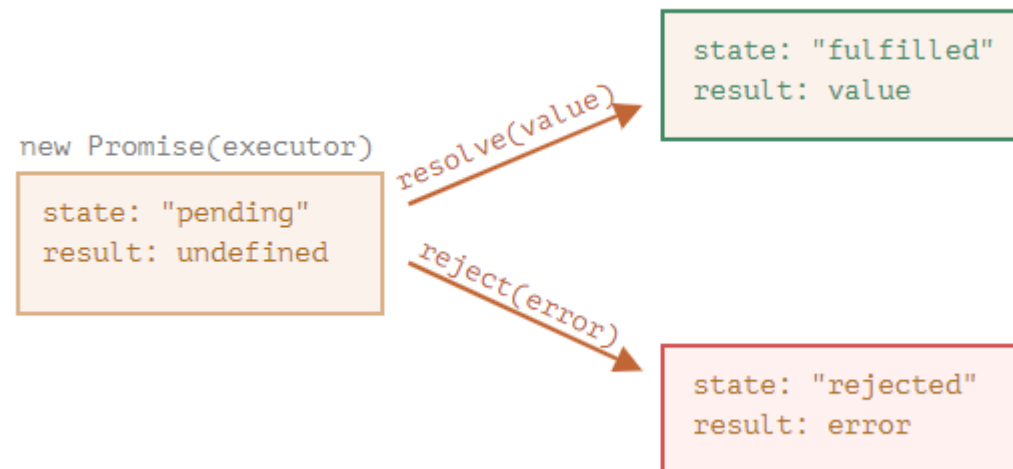 new Promise(executor)
state: "pending"
result: undefined
resolve(value)
reject(error)
state: "fulfilled"
result: value
state: "rejected"
result: error